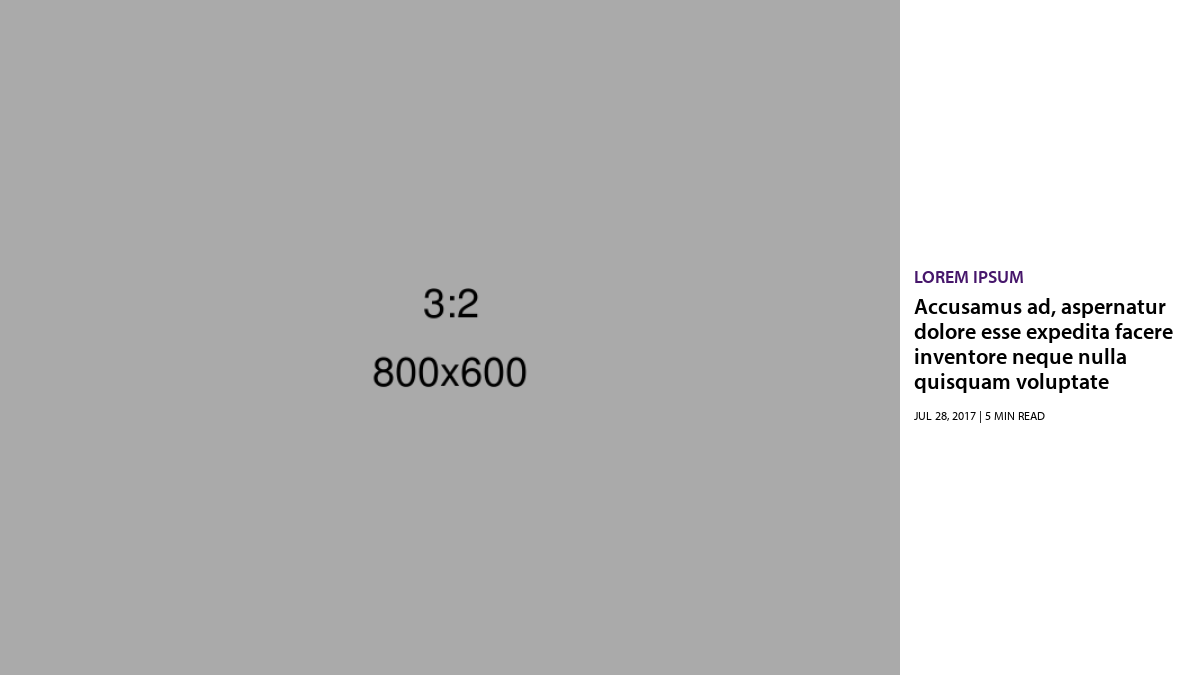 3:2
800x600
LOREM IPSUM
Accusamus ad, aspernatur
dolore esse expedita facere
inventore neque nulla
quisquam voluptate
JUL 28, 2017 | 5 MIN READ